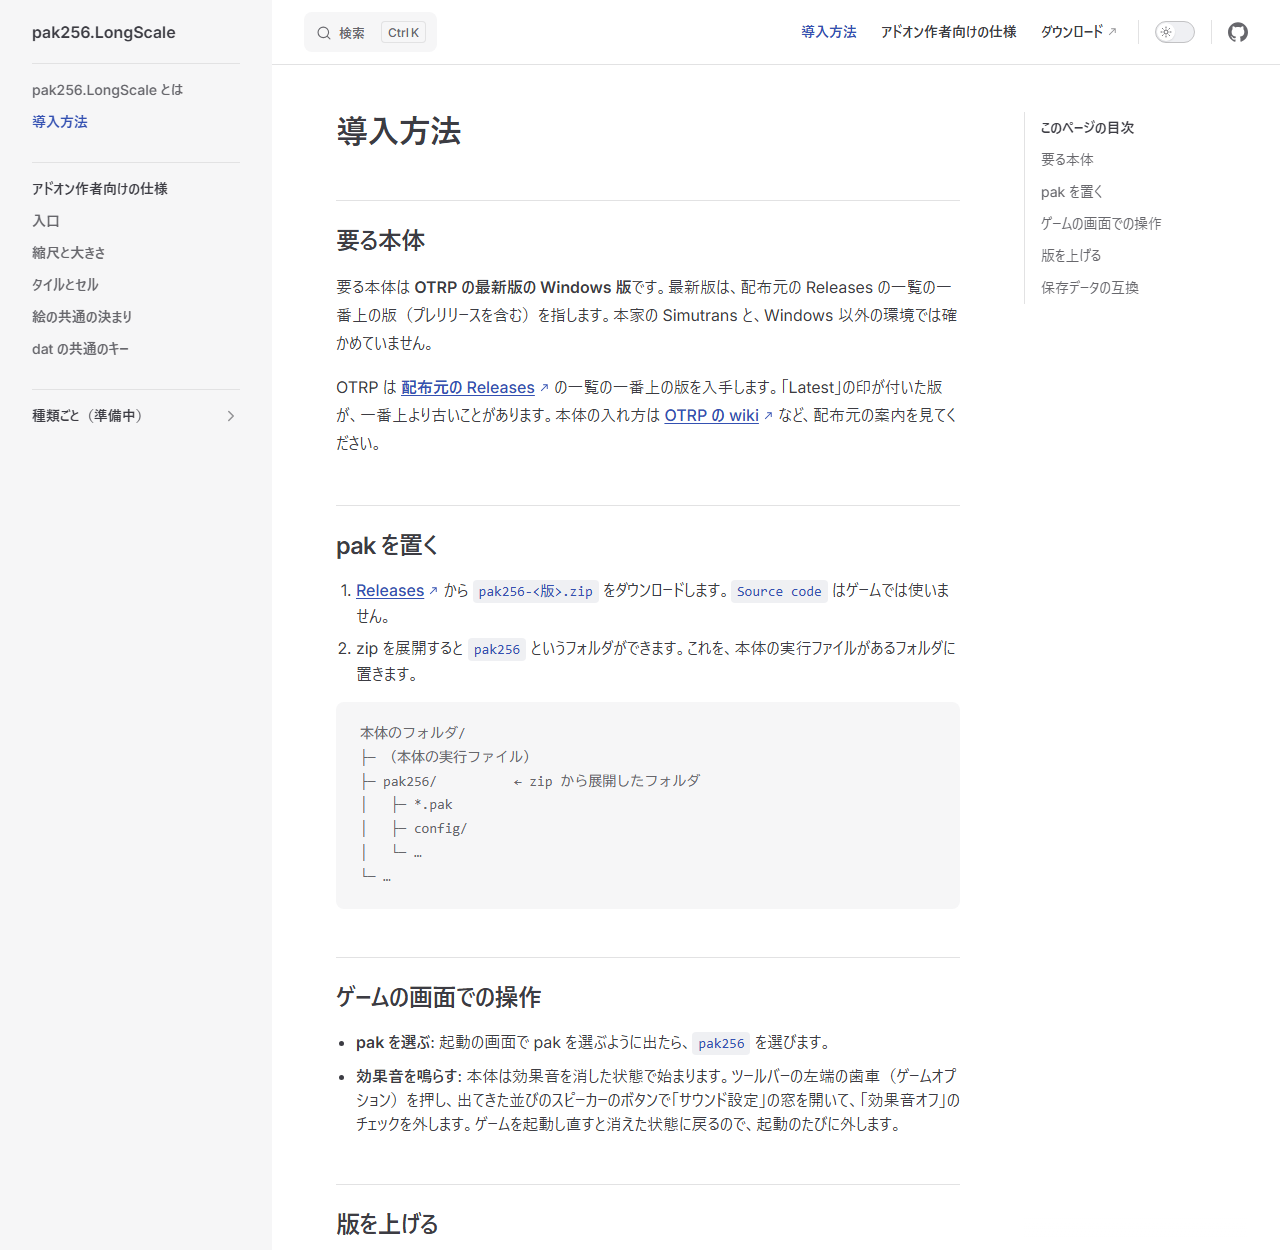 pak256.LongScale
検索 Ctrl K
導入方法 アドオン作者向けの仕様 ダウンロード
pak256.LongScale とは
導入方法
アドオン作者向けの仕様
入口
縮尺と大きさ
タイルとセル
絵の共通の決まり
dat の共通のキー
種類ごと（準備中）
導入方法
要る本体
要る本体は OTRP の最新版の Windows 版です。最新版は、配布元の Releases の一覧の一
番上の版（プレリリースを含む）を指します。本家の Simutrans と、Windows 以外の環境では確
かめていません。
OTRP は 配布元の Releases の一覧の一番上の版を入手します。「Latest」の印が付いた版
が、一番上より古いことがあります。本体の入れ方は OTRP の wiki など、配布元の案内を見てく
ださい。
pak を置く
1. Releases から pak256-<版>.zip をダウンロードします。Source code はゲームでは使いま
せん。
2. zip を展開すると pak256 というフォルダができます。これを、本体の実行ファイルがあるフォルダに
置きます。
本体のフォルダ/
├─ （本体の実行ファイル）
├─ pak256/ ← zip から展開したフォルダ
│ ├─ *.pak
│ ├─ config/
│ └─ …
└─ …
ゲームの画面での操作
• pak を選ぶ: 起動の画面で pak を選ぶように出たら、pak256 を選びます。
• 効果音を鳴らす: 本体は効果音を消した状態で始まります。ツールバーの左端の歯車（ゲームオプ
ション）を押し、出てきた並びのスピーカーのボタンで「サウンド設定」の窓を開いて、「効果音オフ」の
チェックを外します。ゲームを起動し直すと消えた状態に戻るので、起動のたびに外します。
版を上げる
このページの目次
要る本体
pak を置く
ゲームの画面での操作
版を上げる
保存データの互換